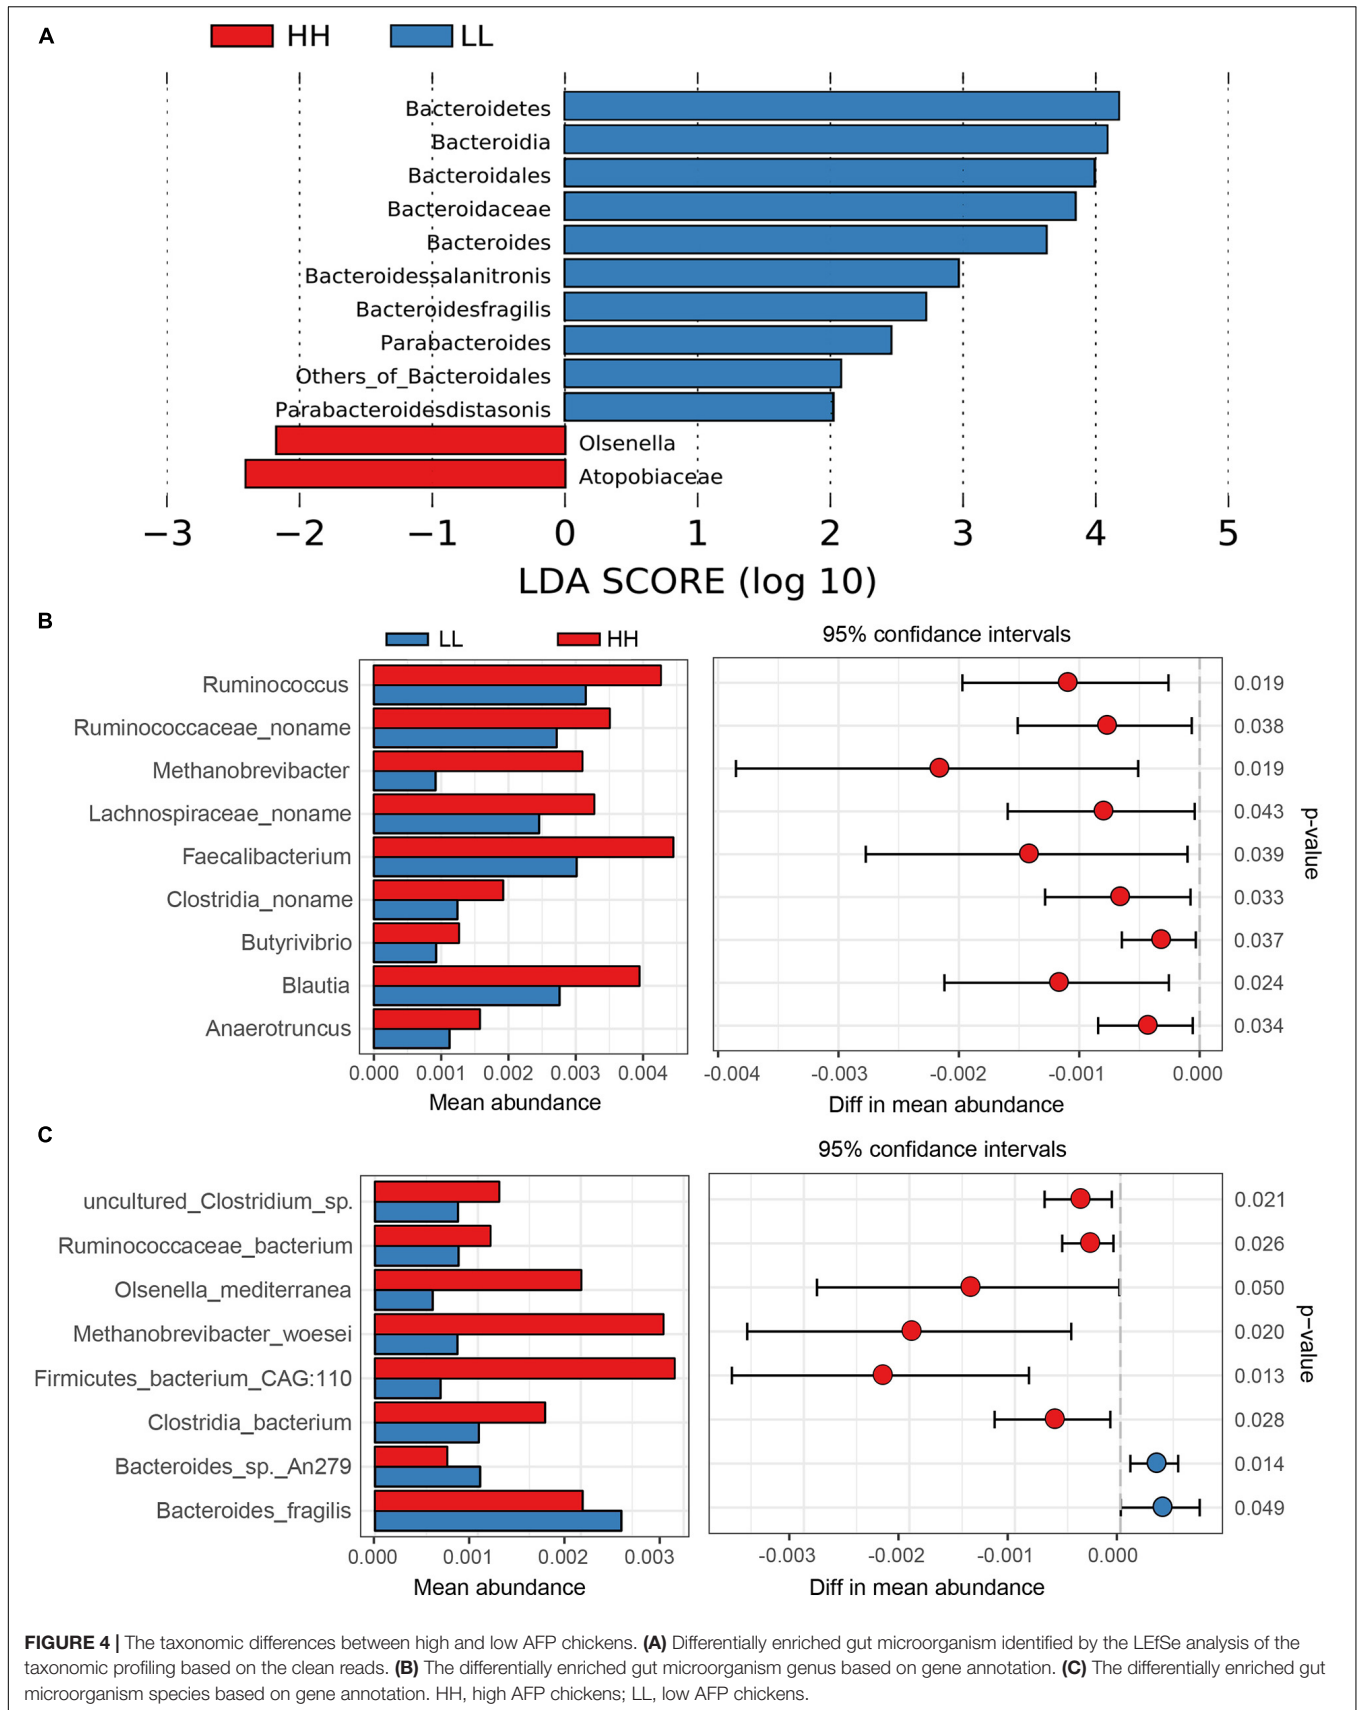 A
HH LL
Bacteroidetes
Bacteroidia
Bacteroidales
Bacteroidaceae
Bacteroides
Bacteroidessalanitronis
Bacteroidesfragilis
Parabacteroides
Others_of_Bacteroidales
Parabacteroidesdistasonis
Olsenella
Atopobiaceae
−3 −2 −1 0 1 2 3 4 5
LDA SCORE (log 10)
B
LL HH
95% confidance intervals
Ruminococcus 0.019
Ruminococcaceae_noname 0.038
Methanobrevibacter 0.019
Lachnospiraceae_noname 0.043
Faecalibacterium 0.039
Clostridia_noname 0.033
Butyrivibrio 0.037
Blautia 0.024
Anaerotruncus 0.034
p-value
0.000 0.001 0.002 0.003 0.004 -0.004 -0.003 -0.002 -0.001 0.000
Mean abundance Diff in mean abundance
C
95% confidance intervals
uncultured_Clostridium_sp. 0.021
Ruminococcaceae_bacterium 0.026
Olsenella_mediterranea 0.050
Methanobrevibacter_woesei 0.020
Firmicutes_bacterium_CAG:110 0.013
Clostridia_bacterium 0.028
Bacteroides_sp._An279 0.014
Bacteroides_fragilis 0.049
p−value
0.000 0.001 0.002 0.003 -0.003 -0.002 -0.001 0.000
Mean abundance Diff in mean abundance
FIGURE 4 | The taxonomic differences between high and low AFP chickens. (A) Differentially enriched gut microorganism identified by the LEfSe analysis of the
taxonomic profiling based on the clean reads. (B) The differentially enriched gut microorganism genus based on gene annotation. (C) The differentially enriched gut
microorganism species based on gene annotation. HH, high AFP chickens; LL, low AFP chickens.